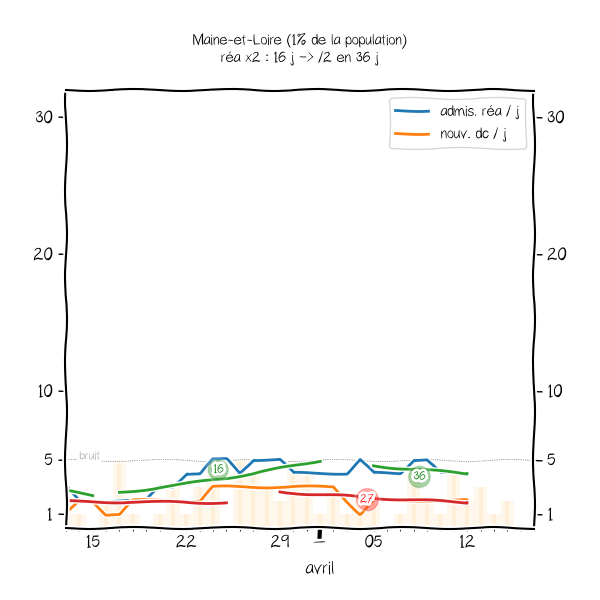 Maine-et-Loire (1% de la population)
réa x2 : 16 j -> /2 en 36 j
admis. réa / j
nouv. dc / j
30 30
20 20
10 10
5 bruit 5
16 36
27
1 1
15 22 29 05 12
avril